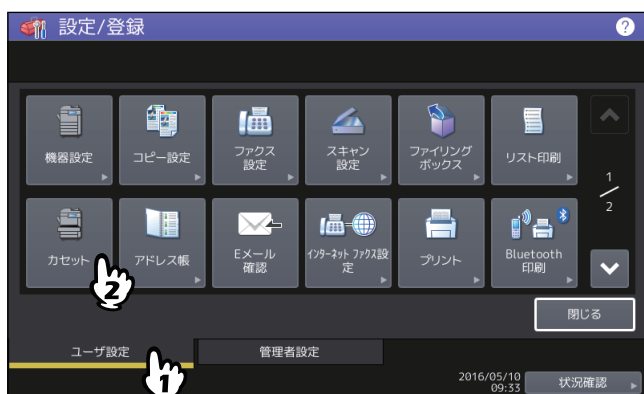 設定/登録
?
機器設定
コピー設定
ファクス
設定
スキャン
設定
ファイリング
ボックス
リスト印刷
1
2
カセット
アドレス帳
Eメール
確認
インターネット ファクス設
定
プリント
Bluetooth
印刷
2
閉じる
ユーザ設定
管理者設定
1
2016/05/10
09:33
状況確認